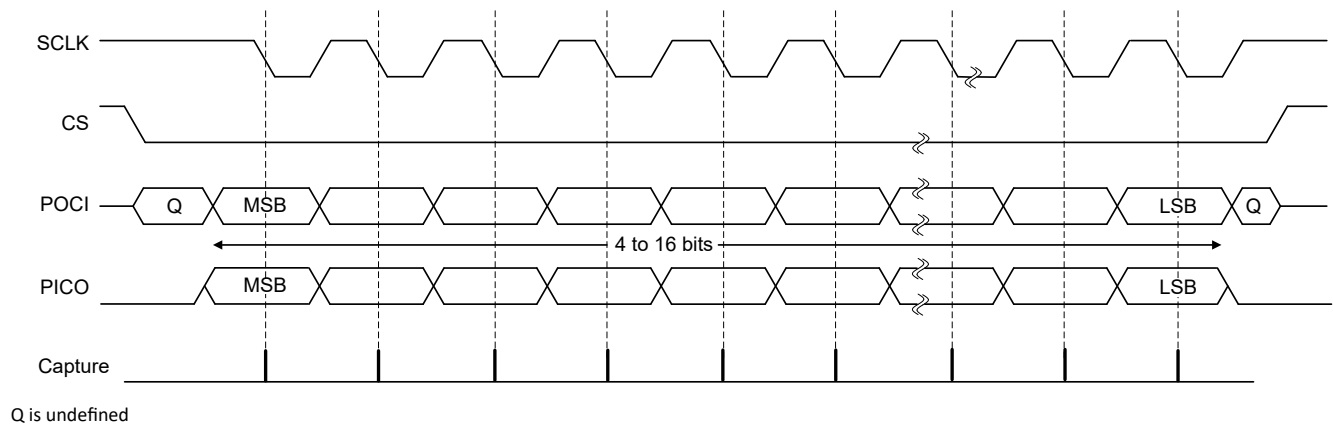 SCLK
CS
POCI Q MSB LSB Q
4 to 16 bits
PICO MSB LSB
Capture
Q is undefined